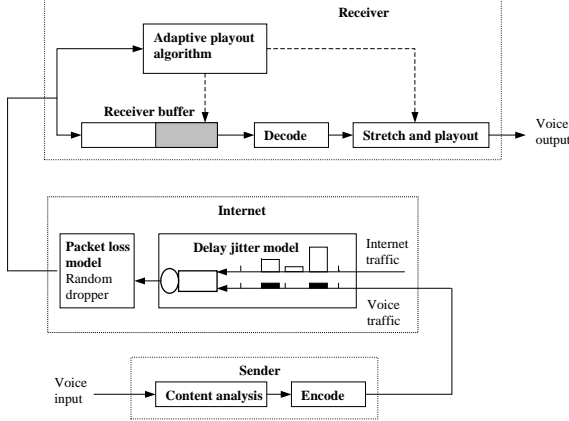 Receiver
Adaptive playout
algorithm
Receiver buffer
Decode
Stretch and playout
Voice
output
Internet
Packet loss
model
Random
dropper
Delay jitter model
Internet
traffic
Voice
traffic
Sender
Voice
input
Content analysis
Encode